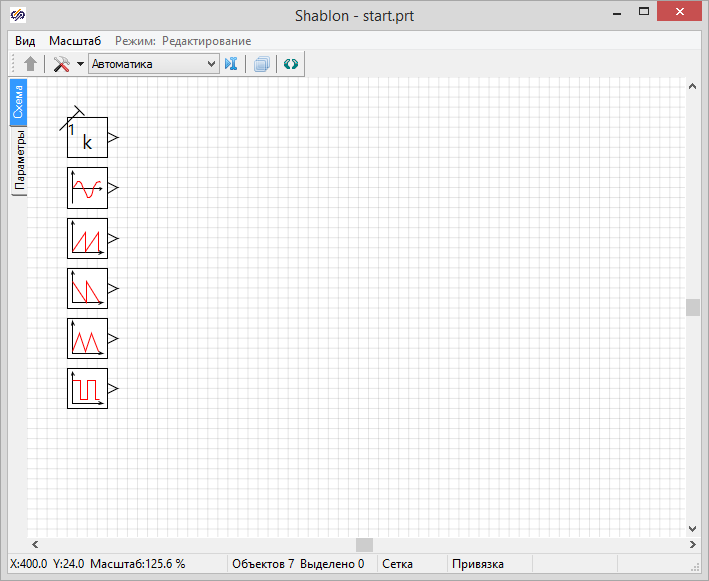 Shablon - start.prt
Вид Масштаб Режим: Редактирование
Автоматика
Схема
Параметры
1
k
X:400.0 Y:24.0 Масштаб:125.6 % Объектов 7 Выделено 0 Сетка Привязка